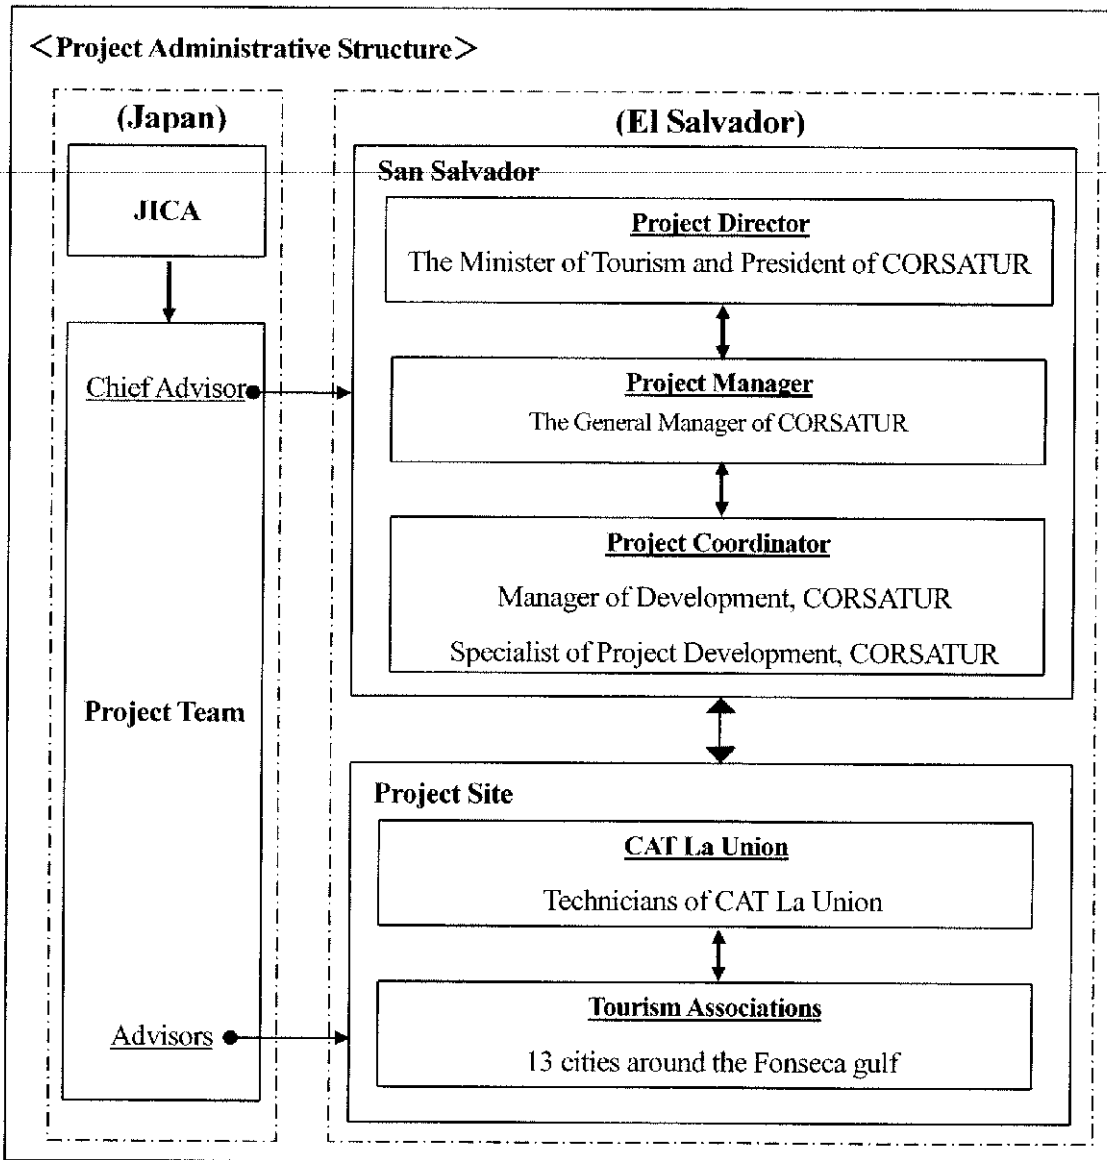 <Project Administrative Structure>
(Japan)
JICA
Chief Advisor
Project Team
Advisors
(El Salvador)
San Salvador
Project Director
The Minister of Tourism and President of CORSATUR
Project Manager
The General Manager of CORSATUR
Project Coordinator
Manager of Development, CORSATUR
Specialist of Project Development, CORSATUR
Project Site
CAT La Union
Technicians of CAT La Union
Tourism Associations
13 cities around the Fonseca gulf